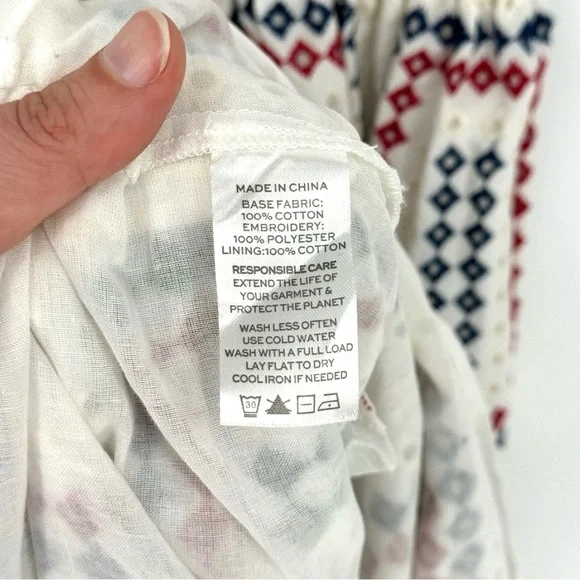 MADE IN CHINA
BASE FABRIC:
100% COTTON
EMBROIDERY:
100% POLYESTER
LINING:100% COTTON
RESPONSIBLE CARE
EXTEND THE LIFE OF
YOUR GARMENT &
PROTECT THE PLANET
WASH LESS OFTEN
USE COLD WATER
WASH WITH A FULL LOAD
LAY FLAT TO DRY
COOL IRON IF NEEDED
30